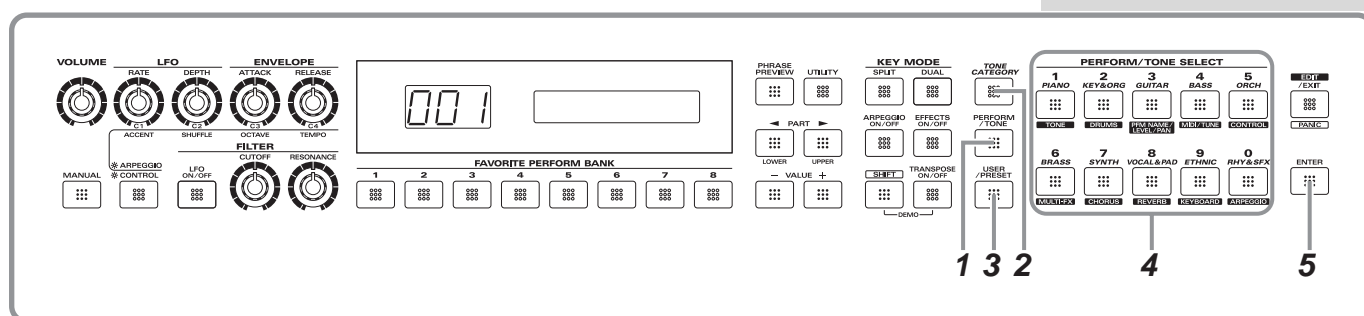 VOLUME
LFO
RATE DEPTH
ENVELOPE
ATTACK RELEASE
C1 C2 C3 C4
ACCENT SHUFFLE OCTAVE TEMPO
FILTER
CUTOFF RESONANCE
MANUAL
ARPEGGIO
CONTROL
LFO
ON/OFF
001
FAVORITE PERFORM BANK
1 2 3 4 5 6 7 8
PHRASE
PREVIEW
UTILITY
◄ PART ►
LOWER UPPER
− VALUE +
KEY MODE
SPLIT DUAL
ARPEGGIO
ON/OFF
EFFECTS
ON/OFF
SHIFT
TRANSPOSE
ON/OFF
DEMO
TONE
CATEGORY
PERFORM
/TONE
USER
/PRESET
PERFORM/TONE SELECT
1 2 3 4 5
PIANO KEY&ORG GUITAR BASS ORCH
TONE DRUMS PFM NAME/ LEVEL/PAN MIDI/TUNE CONTROL
6 7 8 9 0
BRASS SYNTH VOCAL&PAD ETHNIC RHY&SFX
MULTI-FX CHORUS REVERB KEYBOARD ARPEGGIO
EDIT
/EXIT
PANIC
ENTER
1 3 2 4 5